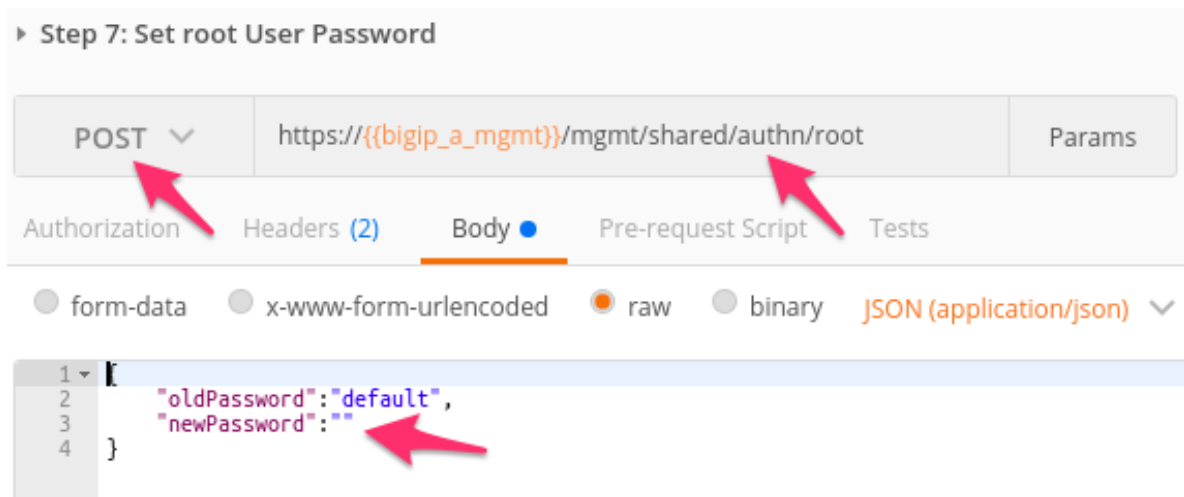 Step 7: Set root User Password
POST https://{{bigip_a_mgmt}}/mgmt/shared/authn/root Params
Authorization Headers (2) Body Pre-request Script Tests
form-data x-www-form-urlencoded raw binary JSON (application/json)
1 {
2 "oldPassword":"default",
3 "newPassword":""
4 }